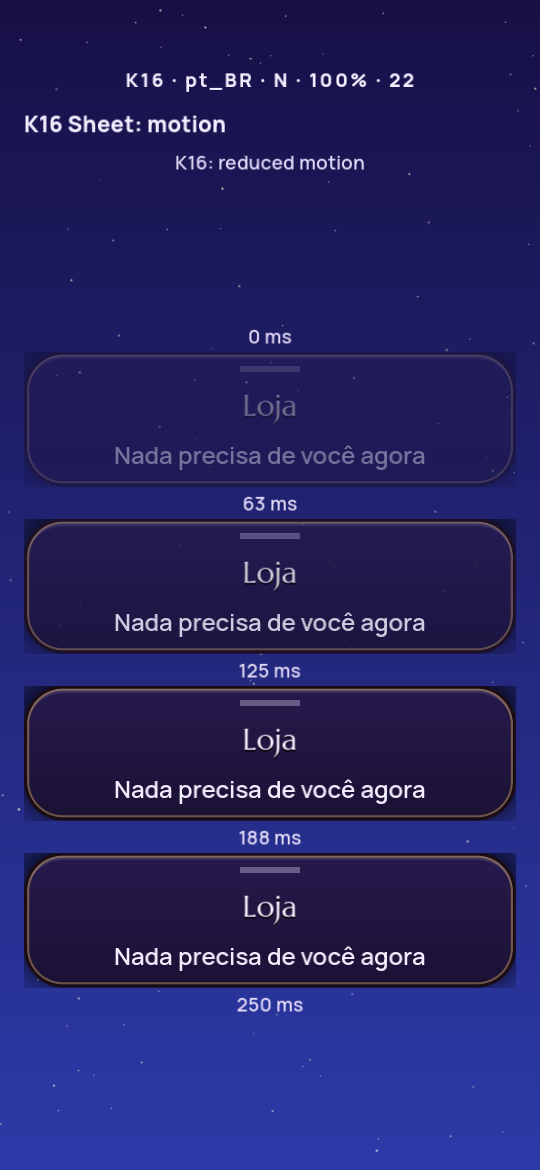 K16 · pt_BR · N · 100% · 22
K16 Sheet: motion
K16: reduced motion
0 ms
Loja
Nada precisa de você agora
63 ms
Loja
Nada precisa de você agora
125 ms
Loja
Nada precisa de você agora
188 ms
Loja
Nada precisa de você agora
250 ms